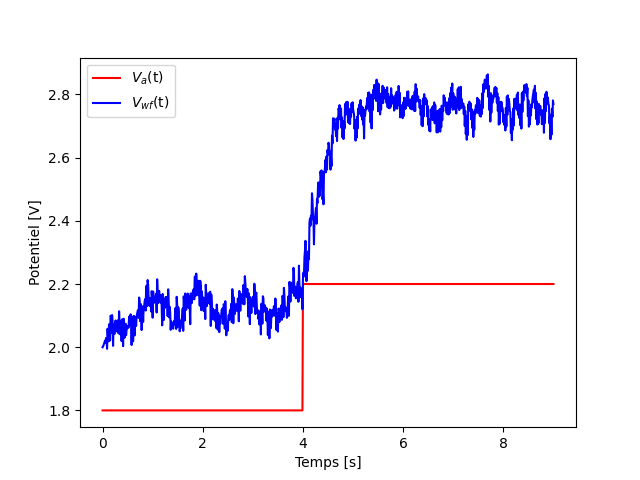 V_a(t)
V_wf(t)
2.8
2.6
2.4
2.2
2.0
1.8
Potentiel [V]
0 2 4 6 8
Temps [s]